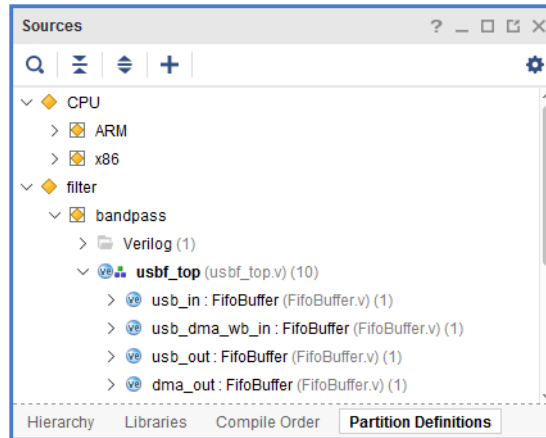 Sources
CPU
ARM
x86
filter
bandpass
Verilog (1)
usbf_top (usbf_top.v) (10)
usb_in : FifoBuffer (FifoBuffer.v) (1)
usb_dma_wb_in : FifoBuffer (FifoBuffer.v) (1)
usb_out : FifoBuffer (FifoBuffer.v) (1)
dma_out : FifoBuffer (FifoBuffer.v) (1)
Hierarchy Libraries Compile Order Partition Definitions